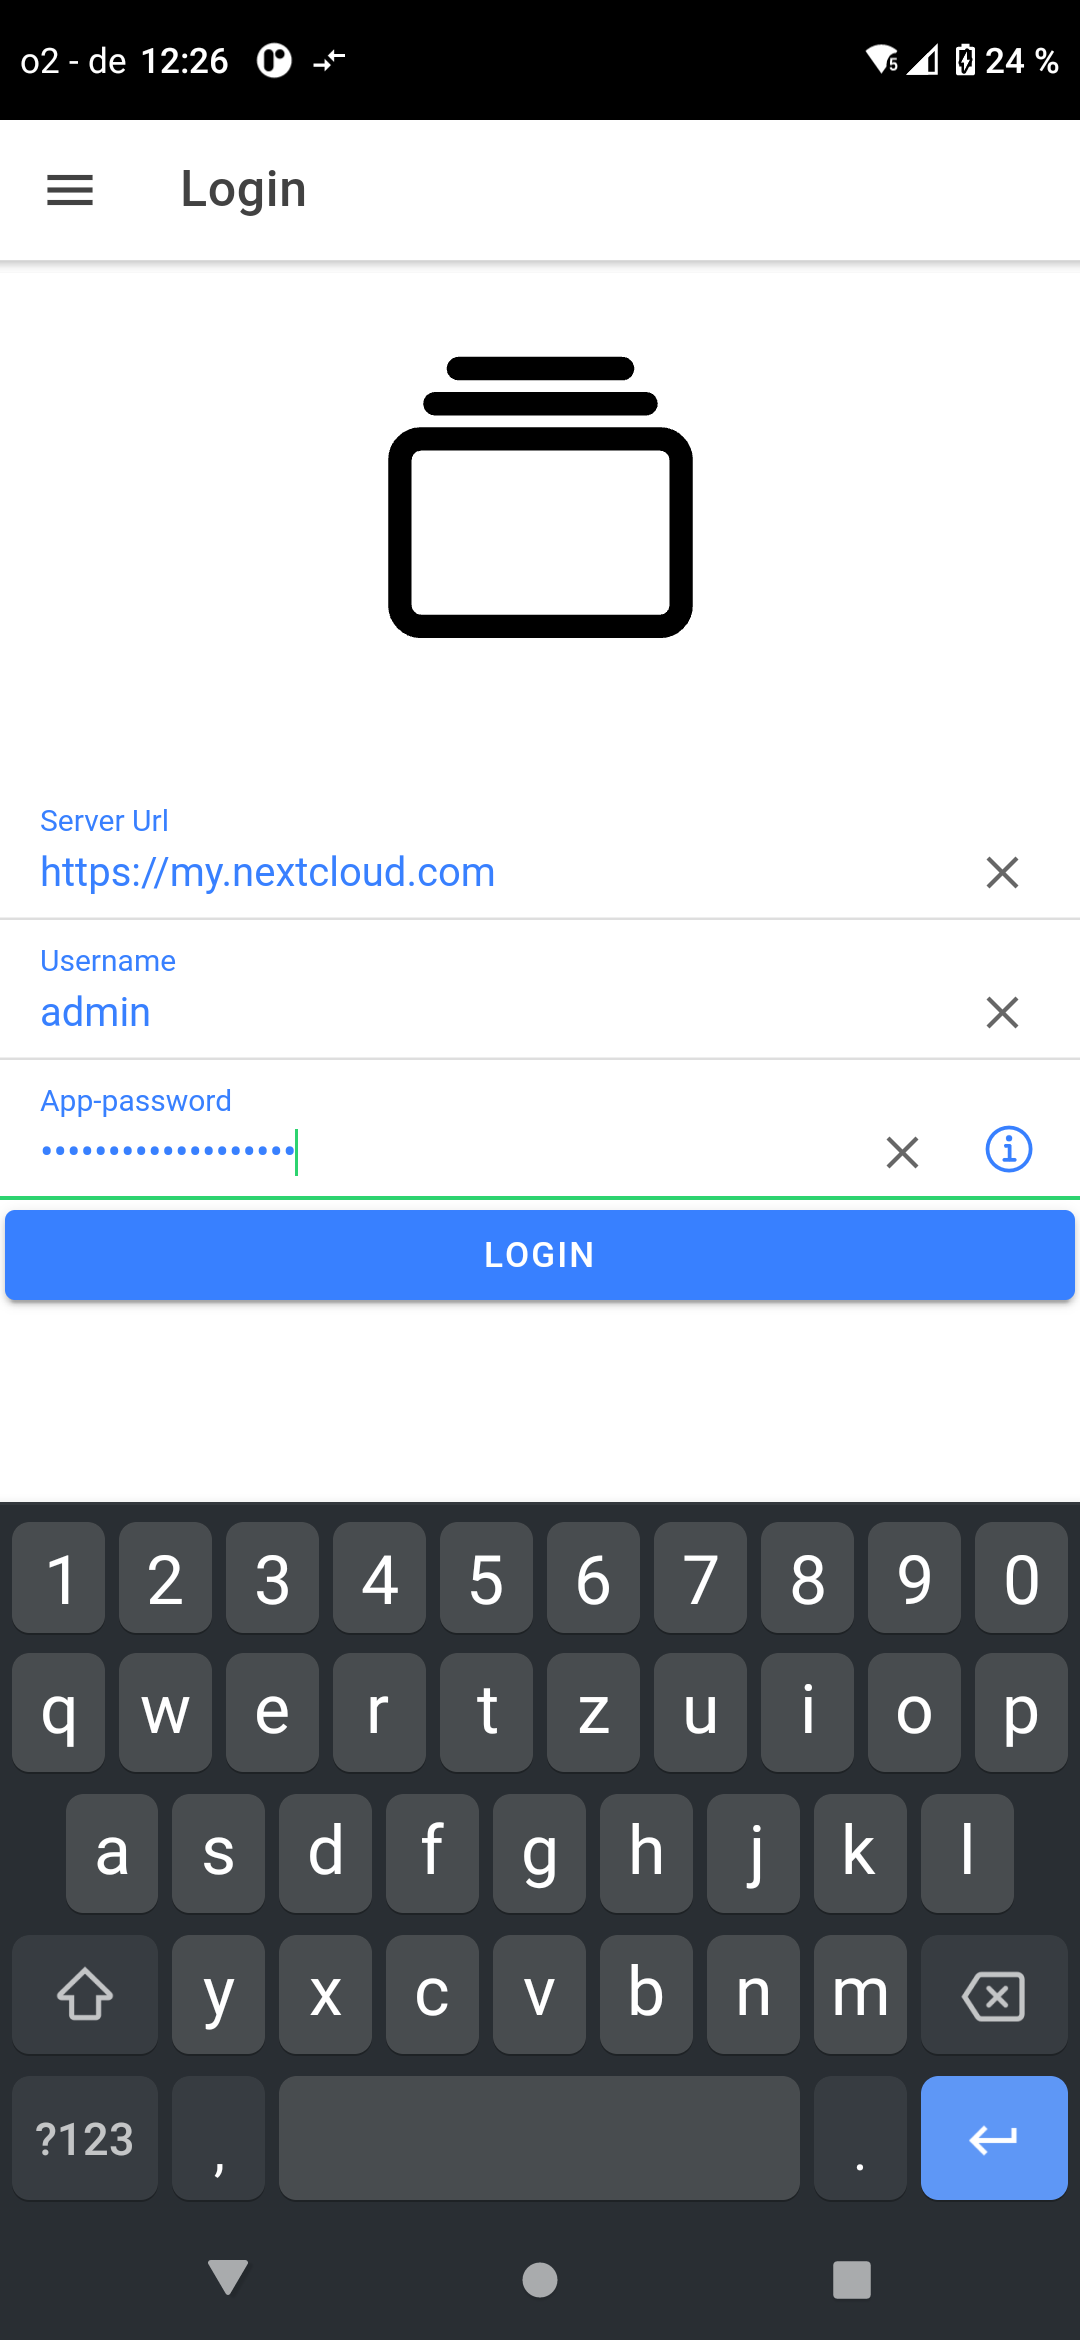 o2 - de 12:26 5 24 %
Login
Server Url
https://my.nextcloud.com
Username
admin
App-password
••••••••••••••••••• 
LOGIN
1 2 3 4 5 6 7 8 9 0
q w e r t z u i o p
a s d f g h j k l
y x c v b n m
?123 , .